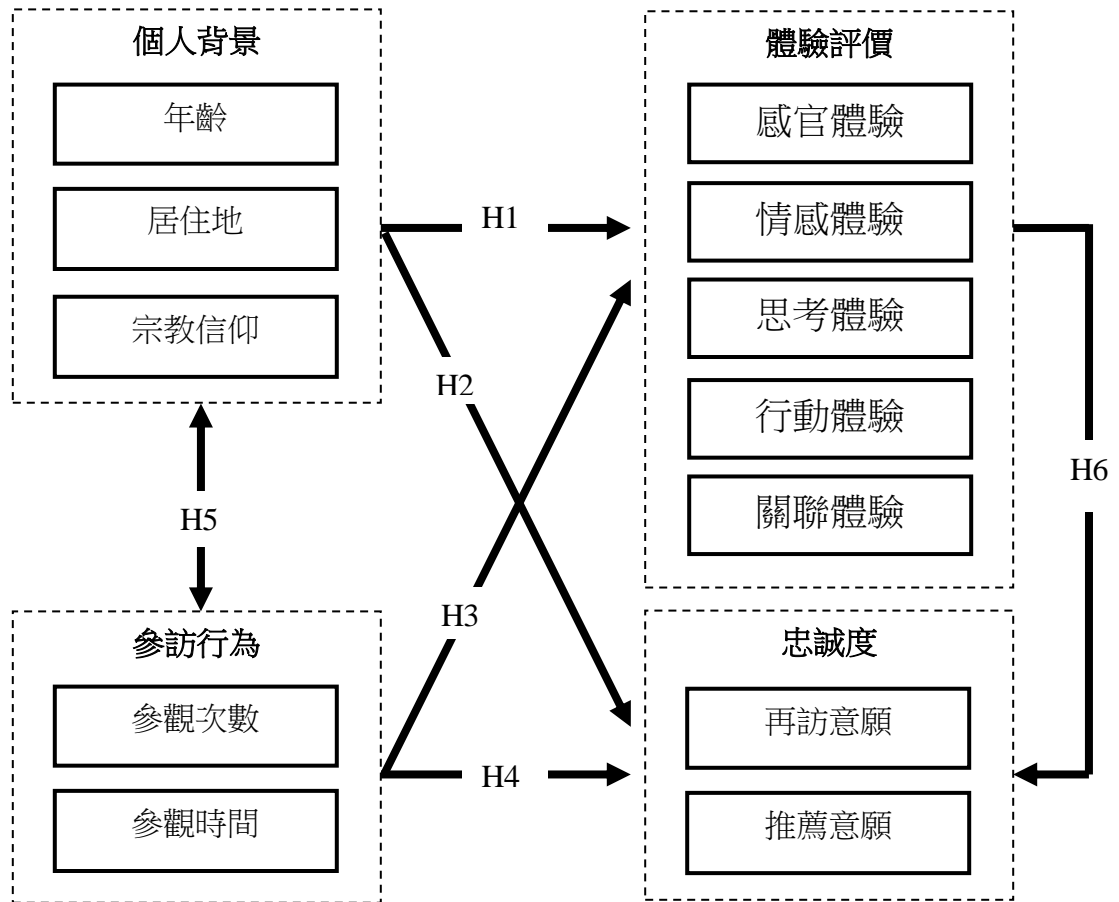 個人背景
年齡
居住地
宗教信仰
H1
H2
體驗評價
感官體驗
情感體驗
思考體驗
行動體驗
關聯體驗
H6
H5
H3
參訪行為
參觀次數
參觀時間
H4
忠誠度
再訪意願
推薦意願